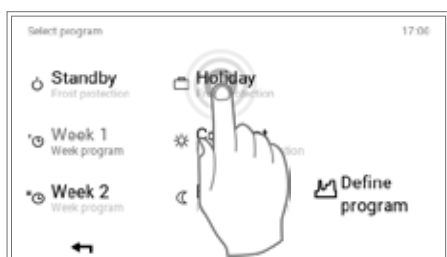 Select program 17:00
Standby
Frost protection
Holiday
Week 1
Week program
Week 2
Week program
Define
program